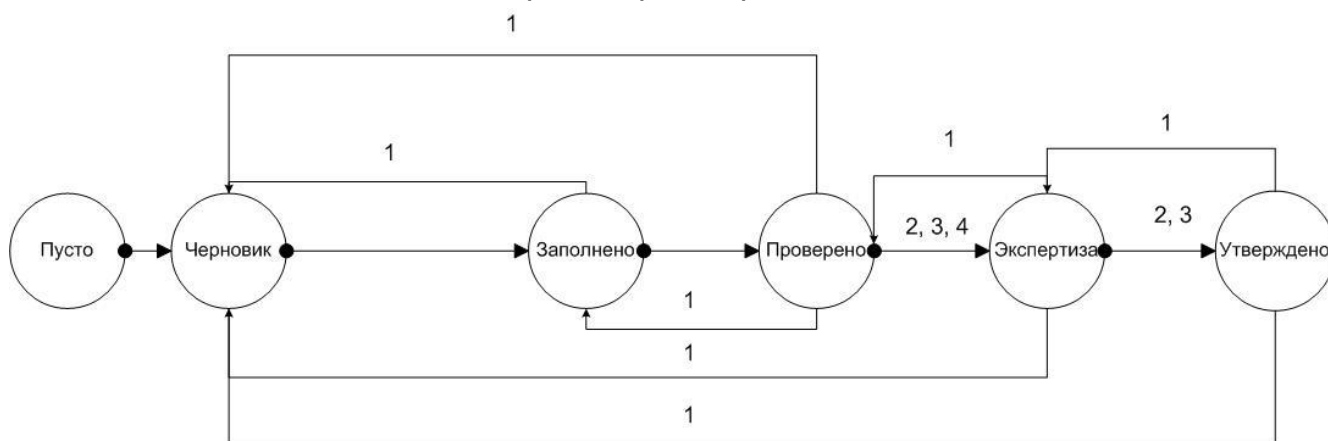 1
1
1
1
2, 3, 4
2, 3
Пусто
Черновик
Заполнено
Проверено
Экспертиза
Утверждено
1
1
1